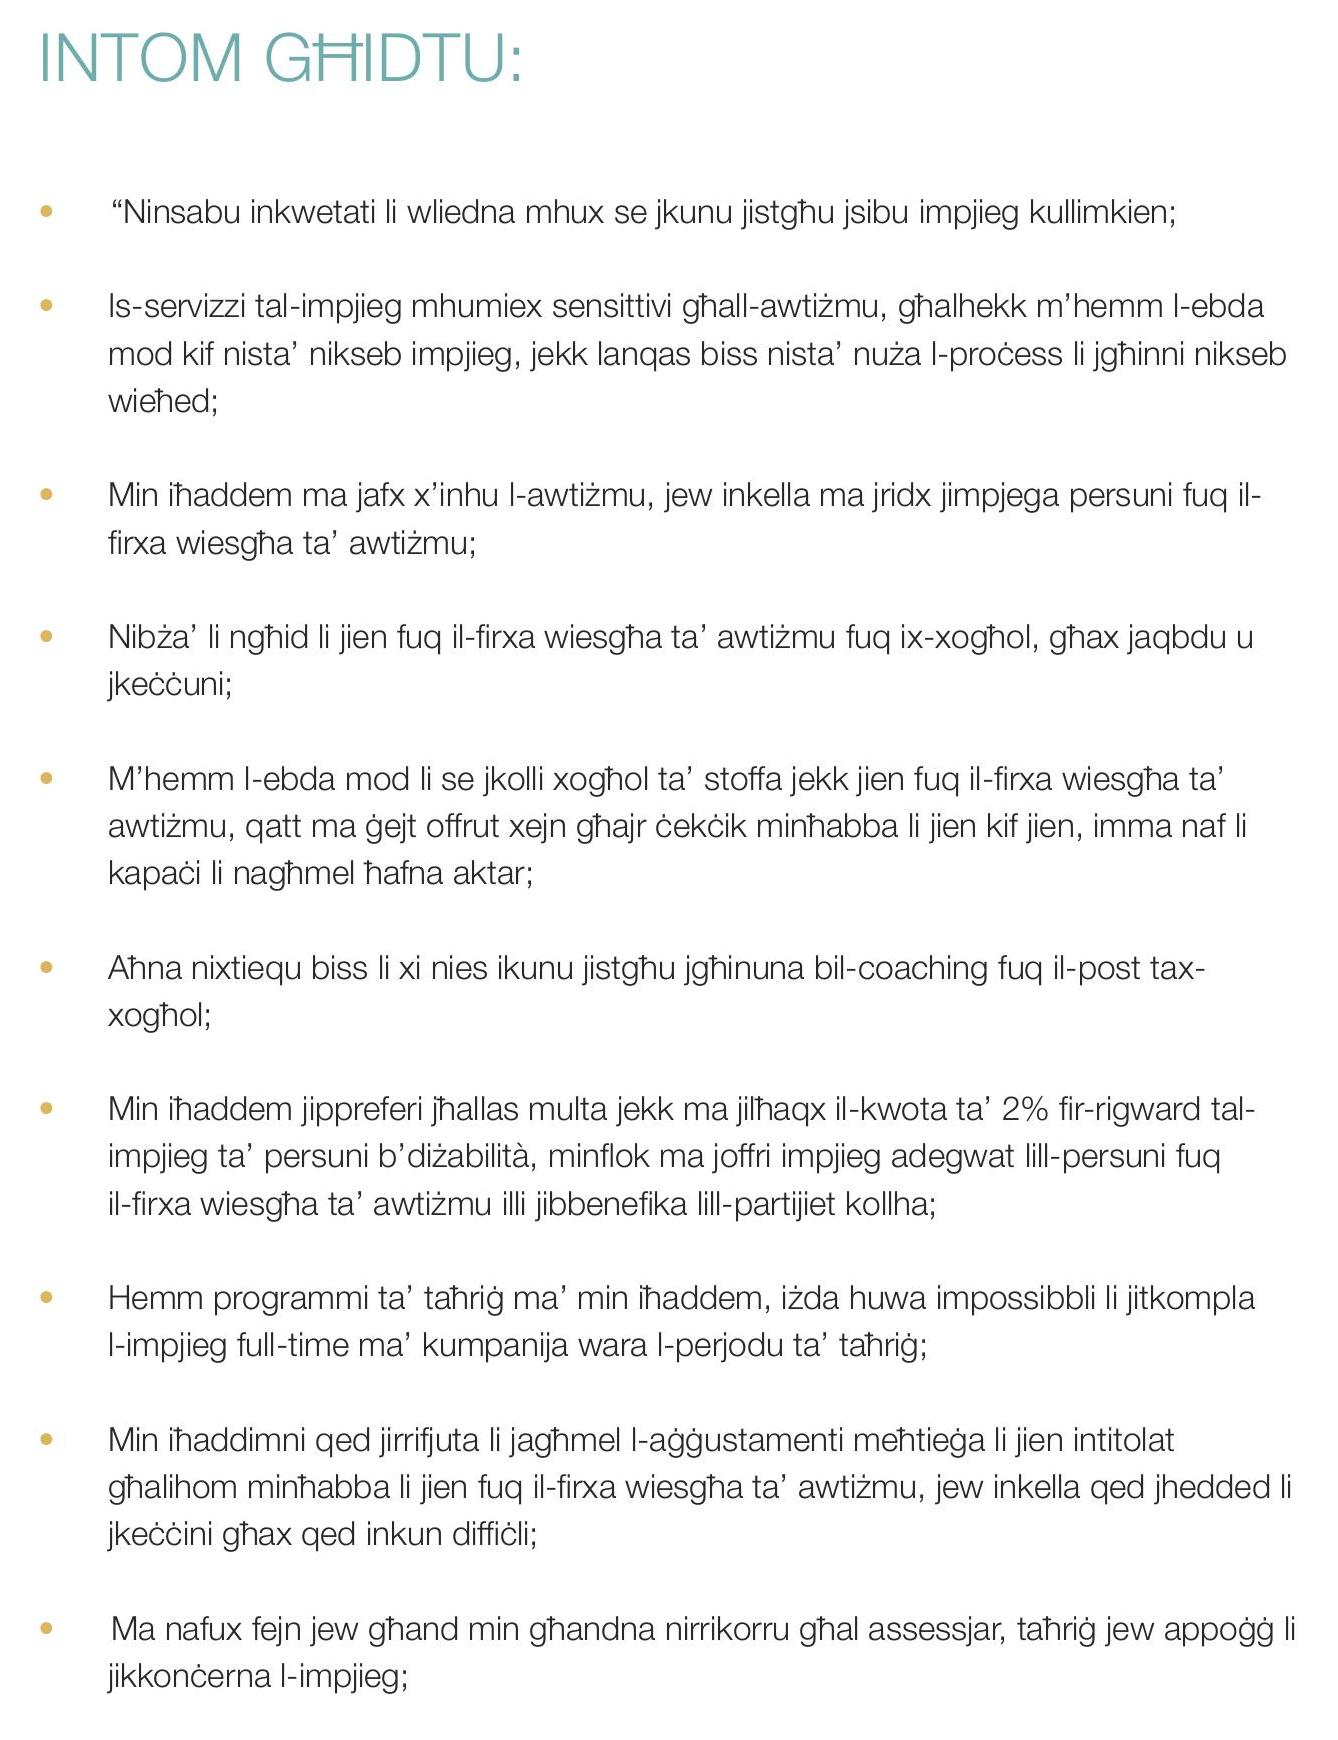 INTOM GĦIDTU:
• “Ninsabu inkwetati li wliedna mhux se jkunu jistgħu jsibu impjieg kullimkien;
• Is-servizzi tal-impjieg mhumiex sensittivi għall-awtiżmu, għalhekk m’hemm l-ebda
mod kif nista’ nikseb impjieg, jekk lanqas biss nista’ nuża l-proċess li jgħinni nikseb
wieħed;
• Min iħaddem ma jafx x’inhu l-awtiżmu, jew inkella ma jridx jimpjega persuni fuq il-
firxa wiesgħa ta’ awtiżmu;
• Nibża’ li ngħid li jien fuq il-firxa wiesgħa ta’ awtiżmu fuq ix-xogħol, għax jaqbdu u
jkeċċuni;
• M’hemm l-ebda mod li se jkolli xogħol ta’ stoffa jekk jien fuq il-firxa wiesgħa ta’
awtiżmu, qatt ma ġejt offrut xejn għajr ċekċik minħabba li jien kif jien, imma naf li
kapaċi li nagħmel ħafna aktar;
• Aħna nixtiequ biss li xi nies ikunu jistgħu jgħinuna bil-coaching fuq il-post tax-
xogħol;
• Min iħaddem jippreferi jħallas multa jekk ma jilħaqx il-kwota ta’ 2% fir-rigward tal-
impjieg ta’ persuni b’diżabilità, minflok ma joffri impjieg adegwat lill-persuni fuq
il-firxa wiesgħa ta’ awtiżmu illi jibbenefika lill-partijiet kollha;
• Hemm programmi ta’ taħriġ ma’ min iħaddem, iżda huwa impossibbli li jitkompla
l-impjieg full-time ma’ kumpanija wara l-perjodu ta’ taħriġ;
• Min iħaddimni qed jirrifjuta li jagħmel l-aġġustamenti meħtieġa li jien intitolat
għalihom minħabba li jien fuq il-firxa wiesgħa ta’ awtiżmu, jew inkella qed jhedded li
jkeċċini għax qed inkun diffiċli;
• Ma nafux fejn jew għand min għandna nirrikorru għal assessjar, taħriġ jew appoġġ li
jikkonċerna l-impjieg;